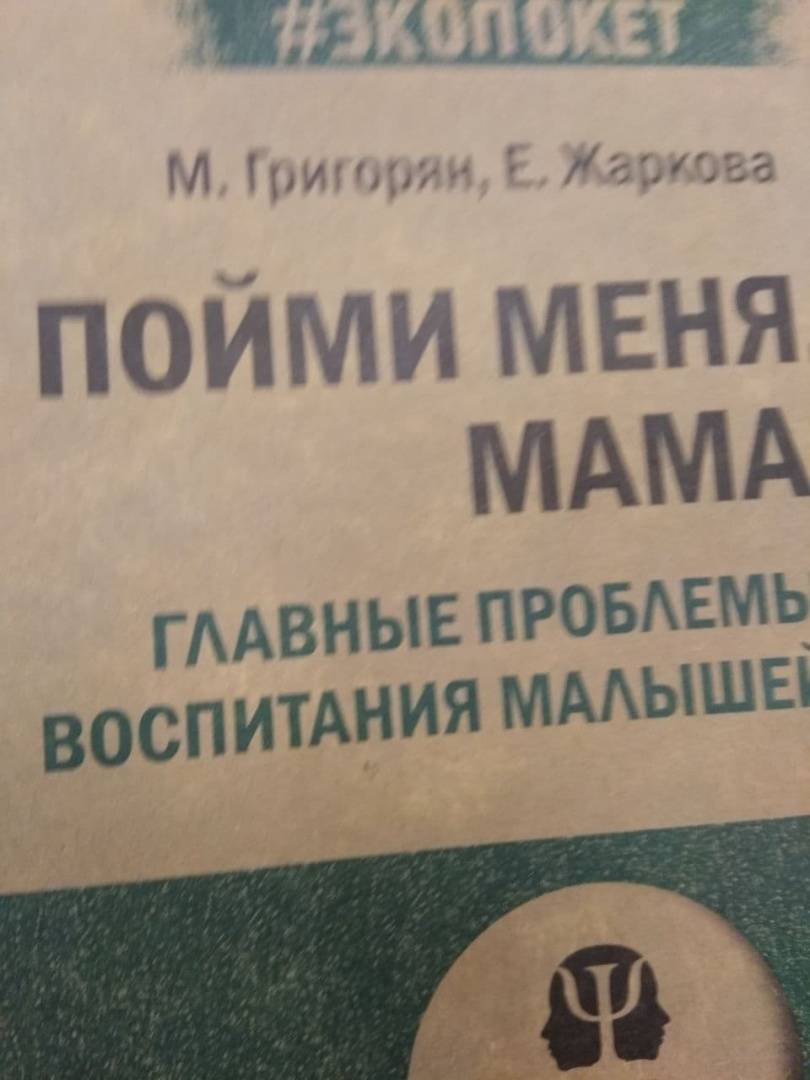 #ЭКОПОКЕТ
М. Григорян, Е. Жаркова
ПОЙМИ МЕНЯ,
МАМА
ГЛАВНЫЕ ПРОБЛЕМЫ
ВОСПИТАНИЯ МАЛЫШЕЙ
Ψ